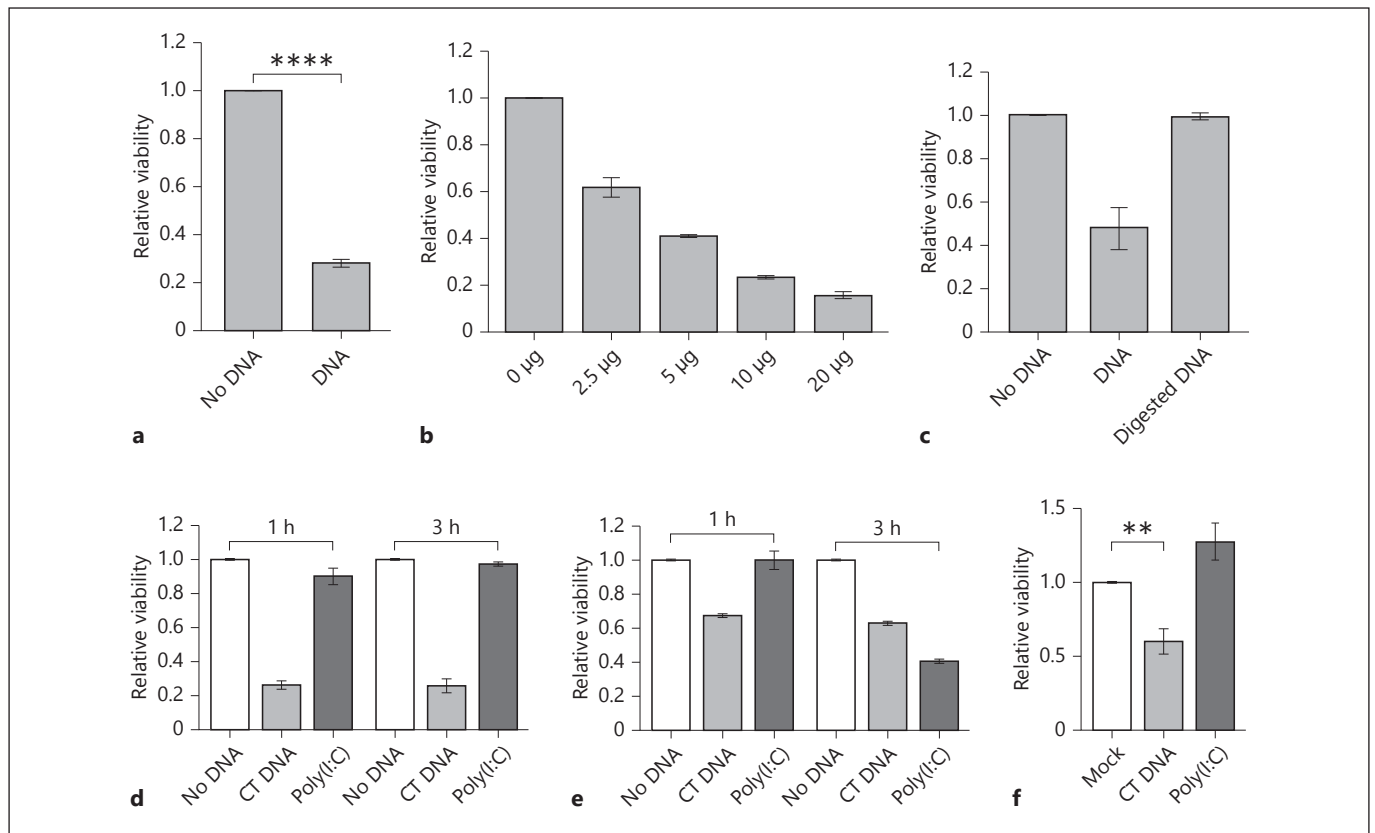 1.2
1.0
0.8
0.6
0.4
0.2
0
Relative viability
****
No DNA
DNA
a
1.2
1.0
0.8
0.6
0.4
0.2
0
Relative viability
0 µg
2.5 µg
5 µg
10 µg
20 µg
b
1.2
1.0
0.8
0.6
0.4
0.2
0
Relative viability
No DNA
DNA
Digested DNA
c
1.2
1.0
0.8
0.6
0.4
0.2
0
Relative viability
1 h
3 h
No DNA
CT DNA
Poly(I:C)
No DNA
CT DNA
Poly(I:C)
d
1.2
1.0
0.8
0.6
0.4
0.2
0
Relative viability
1 h
3 h
No DNA
CT DNA
Poly(I:C)
No DNA
CT DNA
Poly(I:C)
e
1.5
1.0
0.5
0
Relative viability
**
Mock
CT DNA
Poly(I:C)
f